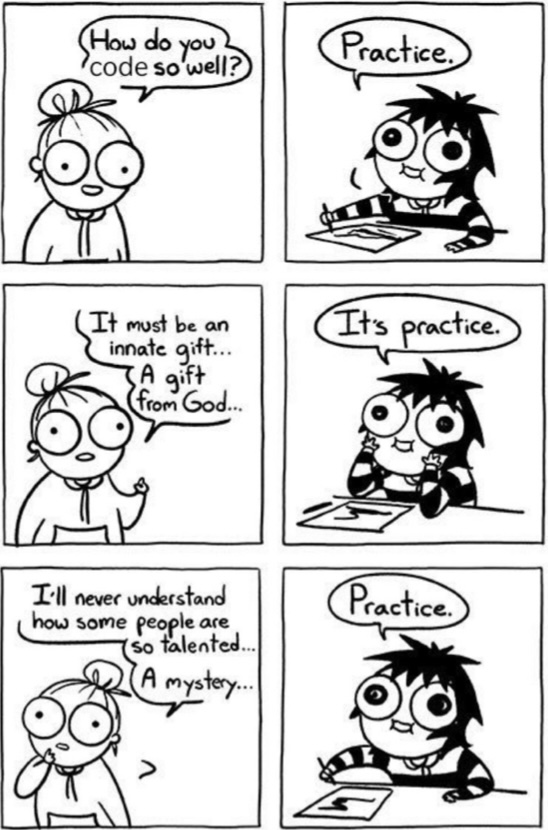 How do you
code so well?
Practice.
It must be an
innate gift...
A gift
from God...
It's practice.
I'll never understand
how some people are
so talented...
A mystery...
Practice.